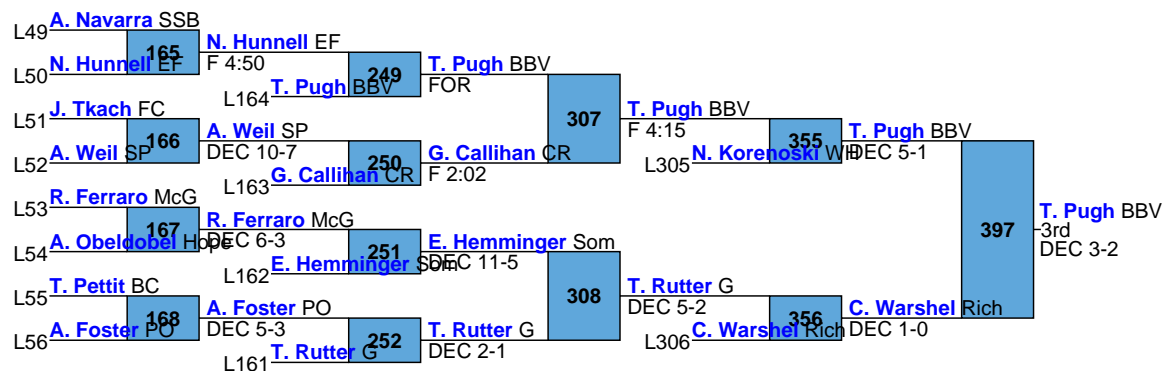 L49
A. Navarra SSB
165
L50
N. Hunnell EF
N. Hunnell EF
F 4:50
249
L164
T. Pugh BBV
T. Pugh BBV
FOR
L51
J. Tkach FC
166
L52
A. Weil SP
A. Weil SP
DEC 10-7
250
L163
G. Callihan CR
G. Callihan CR
F 2:02
307
T. Pugh BBV
F 4:15
355
L305
N. Korenoski WH
T. Pugh BBV
DEC 5-1
L53
R. Ferraro McG
167
L54
A. Obeldobel Hope
R. Ferraro McG
DEC 6-3
251
L162
E. Hemminger Som
E. Hemminger Som
DEC 11-5
L55
T. Pettit BC
168
L56
A. Foster PO
A. Foster PO
DEC 5-3
252
L161
T. Rutter G
T. Rutter G
DEC 2-1
308
T. Rutter G
DEC 5-2
356
L306
C. Warshel Rich
C. Warshel Rich
DEC 1-0
397
T. Pugh BBV
3rd
DEC 3-2